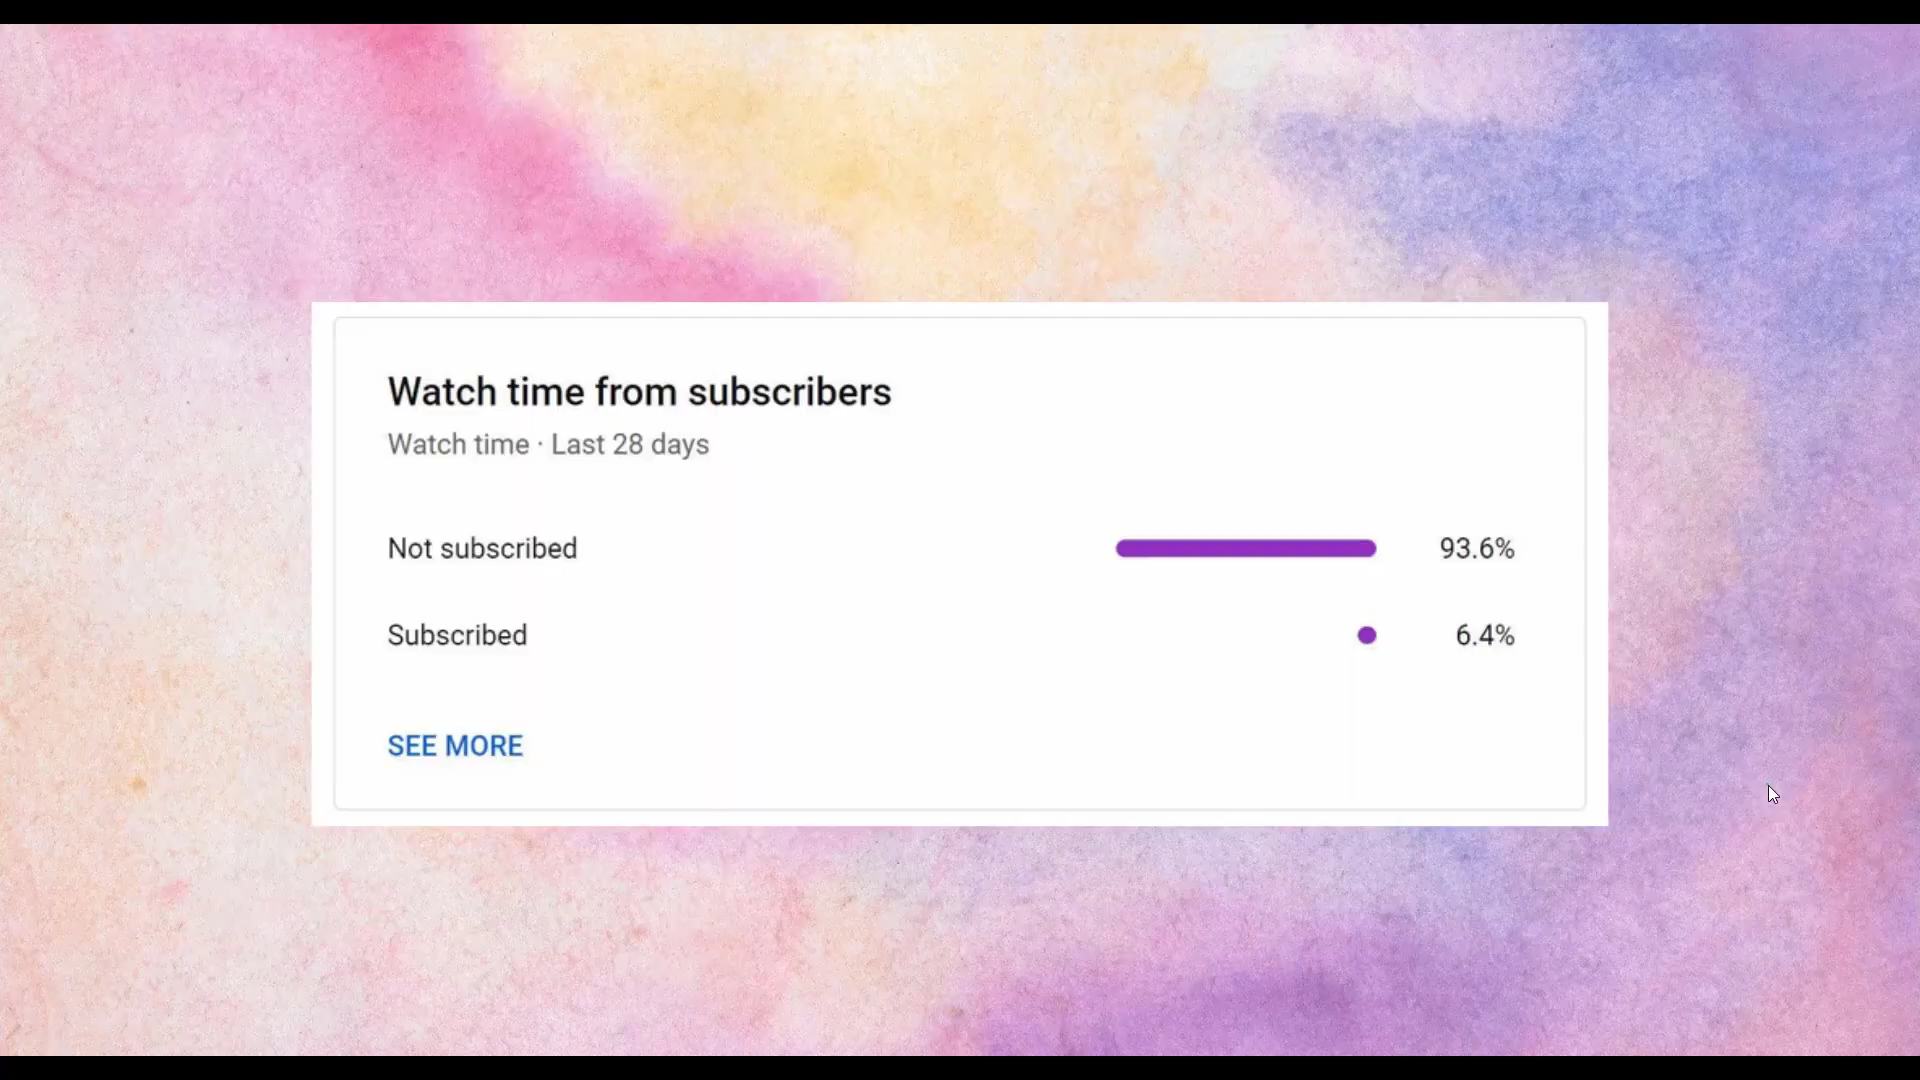 Watch time from subscribers
Watch time · Last 28 days
Not subscribed 93.6%
Subscribed 6.4%
SEE MORE